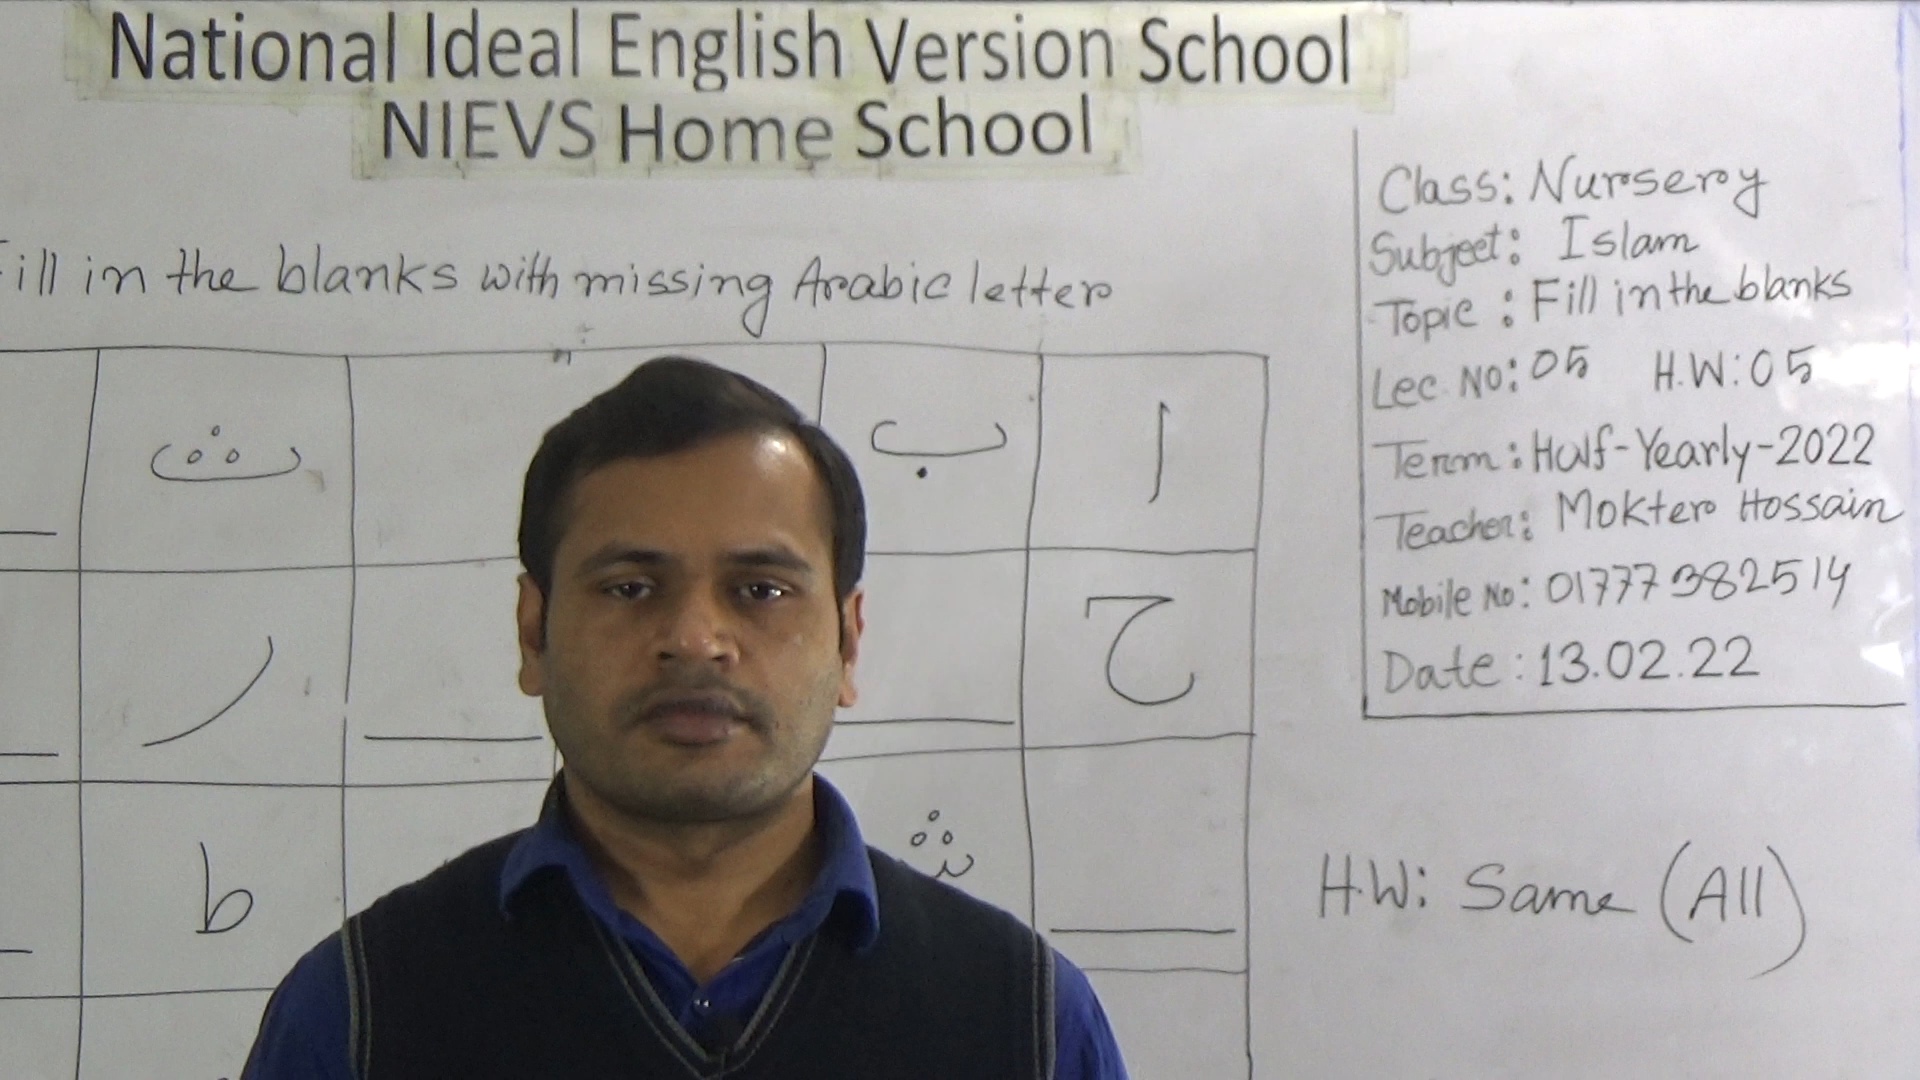 National Ideal English Version School
NIEVS Home School
Fill in the blanks with missing Arabic letter
ا ب ث
ح ر
ش ط
Class: Nursery
Subject: Islam
Topic: Fill in the blanks
Lec No: 05 H.W: 05
Term: Half-Yearly-2022
Teacher: Mokter Hossain
Mobile No: 01777382514
Date: 13.02.22
H.W: Same (All)